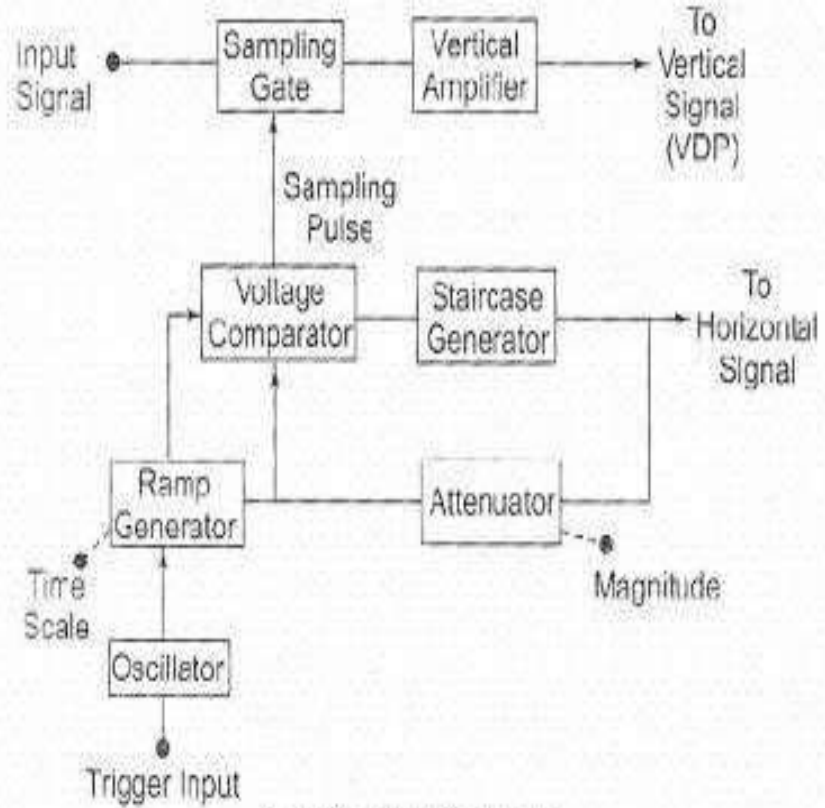 Input
Signal
Sampling
Gate
Vertical
Amplifier
To
Vertical
Signal
(VDP)
Sampling
Pulse
Voltage
Comparator
Staircase
Generator
To
Horizontal
Signal
Ramp
Generator
Attenuator
Time
Scale
Magnitude
Oscillator
Trigger Input